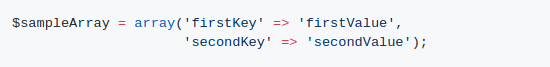 $sampleArray = array('firstKey' => 'firstValue',
                     'secondKey' => 'secondValue');